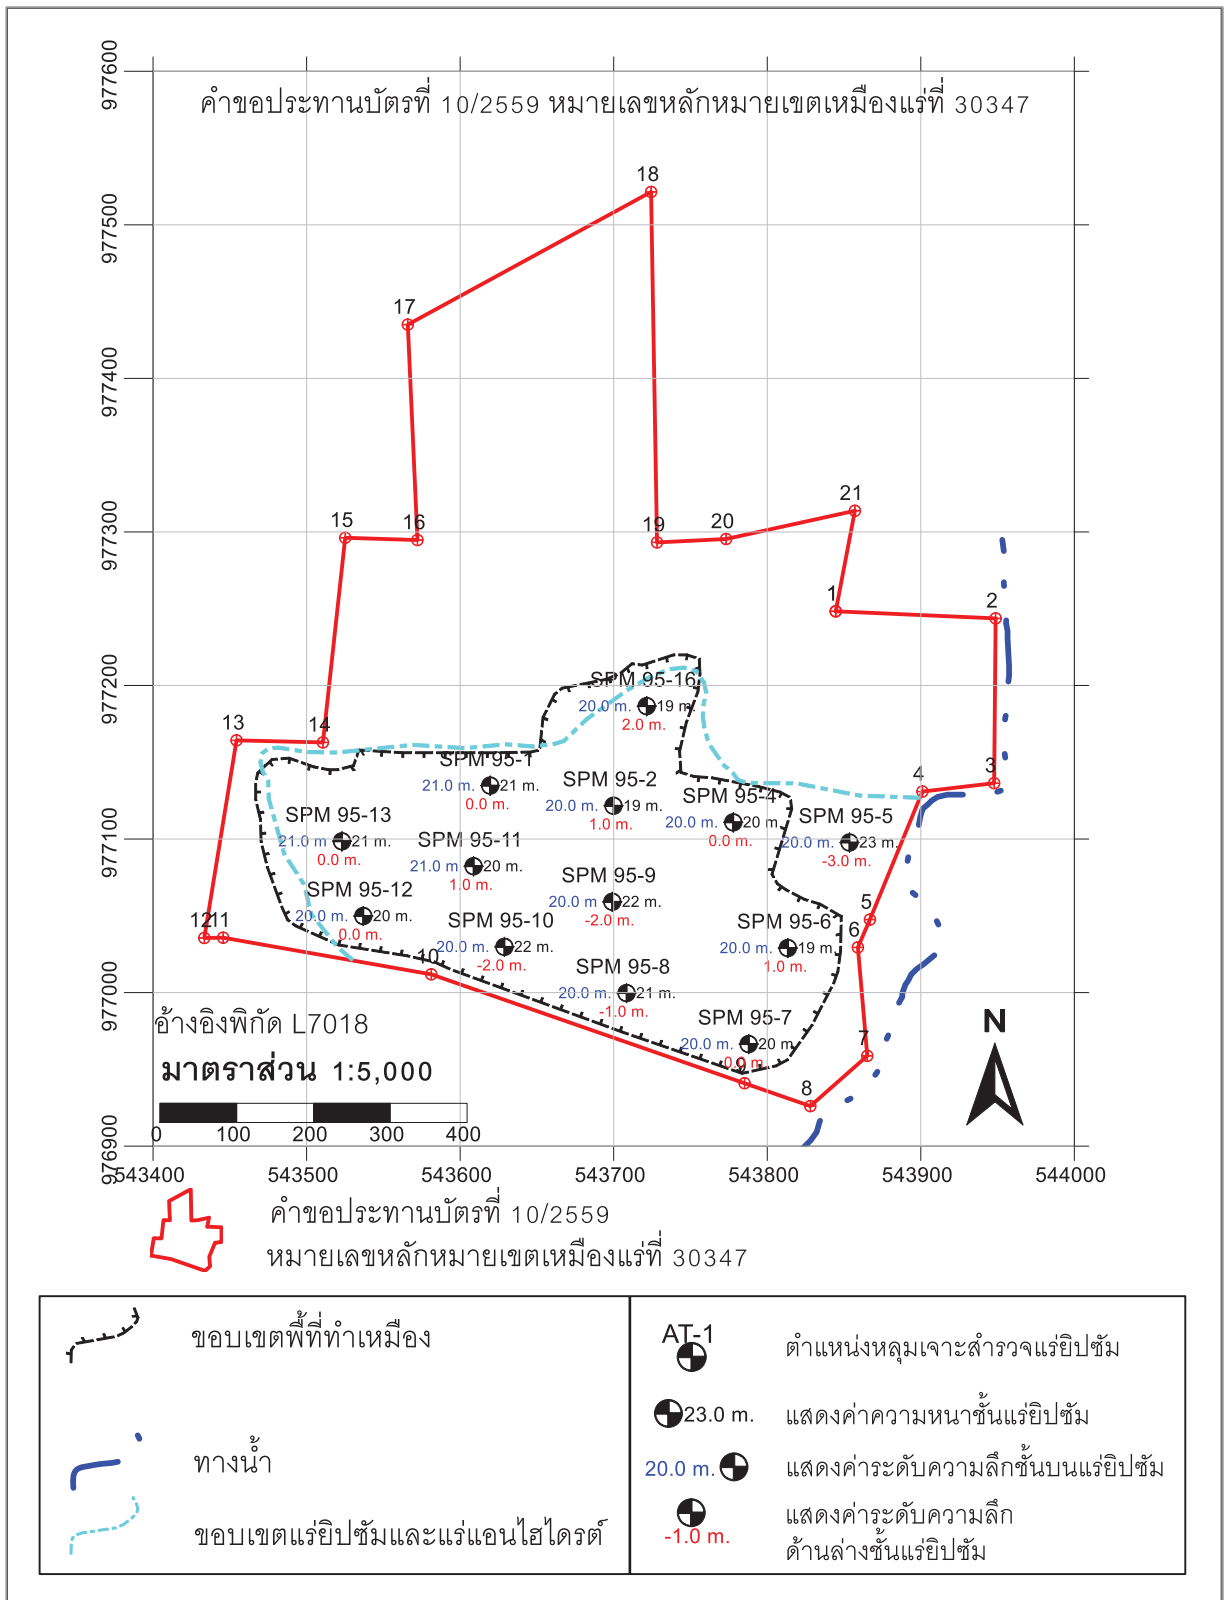 คำขอประทานบัตรที่ 10/2559 หมายเลขหลักหมายเขตเหมืองแร่ที่ 30347
977600
977500
977400
977300
977200
977100
977000
976900
18
17
21
15
16
19
20
1
2
13
14
4
3
5
6
12
11
10
7
9
8
SPM 95-16
20.0 m.
19 m.
2.0 m.
SPM 95-1
21.0 m.
21 m.
0.0 m.
SPM 95-2
20.0 m.
19 m.
1.0 m.
SPM 95-4
20.0 m.
20 m.
0.0 m.
SPM 95-5
20.0 m.
23 m.
-3.0 m.
SPM 95-13
21.0 m
21 m.
0.0 m.
SPM 95-11
21.0 m
20 m.
1.0 m.
SPM 95-9
20.0 m
22 m.
-2.0 m.
SPM 95-12
20.0 m.
20 m.
0.0 m.
SPM 95-10
20.0 m.
22 m.
-2.0 m.
SPM 95-6
20.0 m.
19 m.
1.0 m.
SPM 95-8
20.0 m.
21 m.
-1.0 m.
SPM 95-7
20.0 m.
20 m
0.0 m.
อ้างอิงพิกัด L7018
มาตราส่วน 1:5,000
0 100 200 300 400
N
543400 543500 543600 543700 543800 543900 544000
คำขอประทานบัตรที่ 10/2559
หมายเลขหลักหมายเขตเหมืองแร่ที่ 30347
ขอบเขตพื้นที่ทำเหมือง
ทางน้ำ
ขอบเขตแร่ยิปซัมและแร่แอนไฮไดรต์
AT-1
ตำแหน่งหลุมเจาะสำรวจแร่ยิปซัม
23.0 m.
แสดงค่าความหนาชั้นแร่ยิปซัม
20.0 m.
แสดงค่าระดับความลึกชั้นบนแร่ยิปซัม
-1.0 m.
แสดงค่าระดับความลึก
ด้านล่างชั้นแร่ยิปซัม